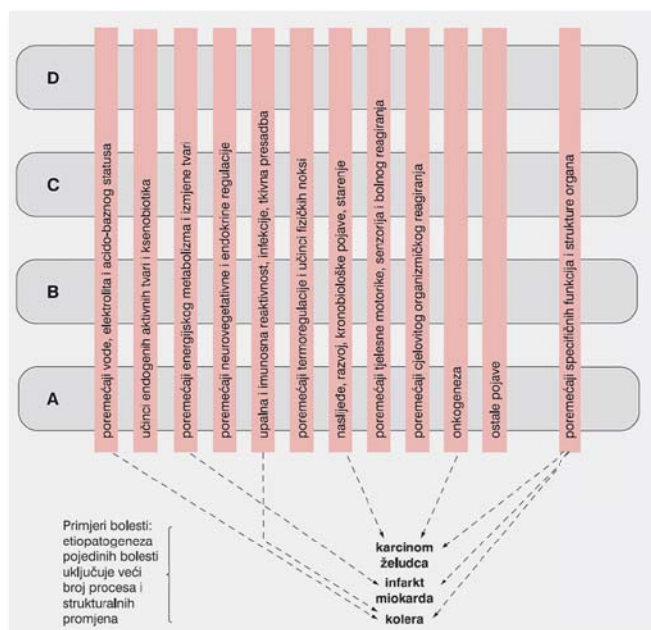 D
C
B
A
poremećaji vode, elektrolita i acido-baznog statusa
učinci endogenih aktivnih tvari i ksenobiotika
poremećaji energijskog metabolizma i izmjene tvari
poremećaj neurovegetativne i endokrine regulacije
upalna i imunosna reaktivnost, infekcije, tkivna presadba
poremećaji termoregulacije i učinci fizičkih noksi
naslijeđe, razvoj, kronobiološke pojave, starenje
poremećaji tjelesne motorike, senzorija i bolnog reagiranja
poremećaji cjelovitog organizmičkog reagiranja
onkogeneza
ostale pojave
poremećaji specifičnih funkcija i strukture organa
Primjeri bolesti:
etiopatogeneza
pojedinih bolesti
uključuje veći
broj procesa i
strukturalnih
promjena
karcinom
želudca
infarkt
miokarda
kolera